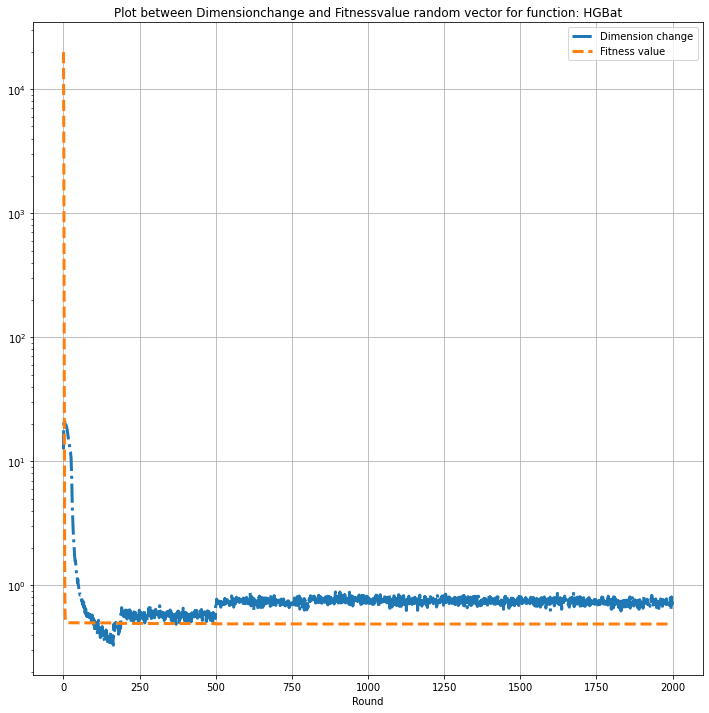 Plot between Dimensionchange and Fitnessvalue random vector for function: HGBat
Dimension change
Fitness value
10^4
10^3
10^2
10^1
10^0
0 250 500 750 1000 1250 1500 1750 2000
Round